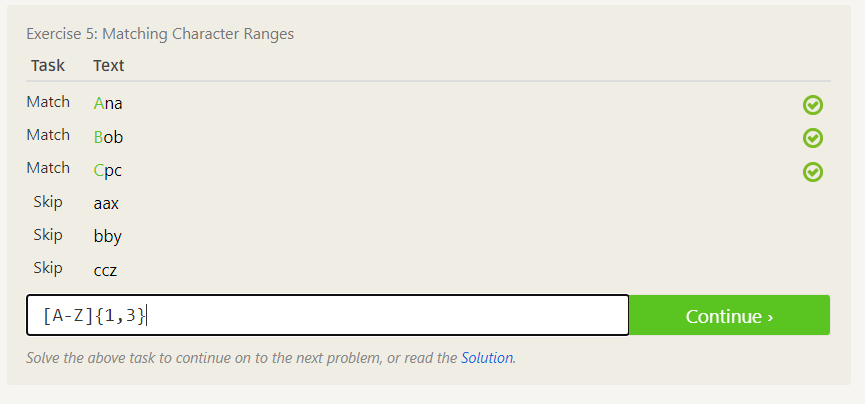 Exercise 5: Matching Character Ranges
Task Text
Match Ana
Match Bob
Match Cpc
Skip aax
Skip bby
Skip ccz
[A-Z]{1,3}
Continue ›
Solve the above task to continue on to the next problem, or read the Solution.